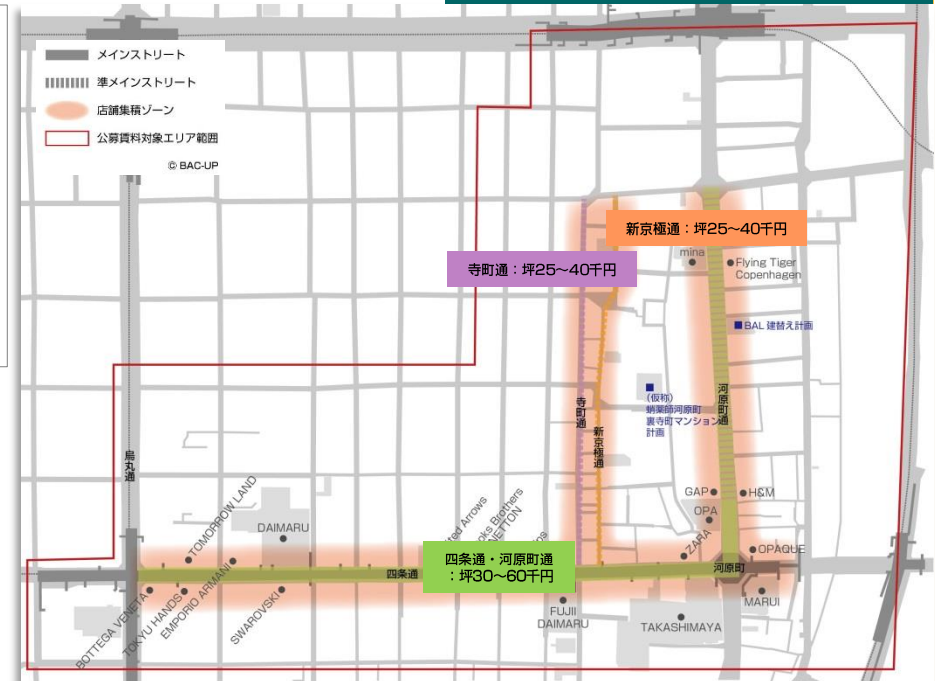 メインストリート
準メインストリート
店舗集積ゾーン
公募賃料対象エリア範囲
© BAC-UP
新京極通：坪25～40千円
寺町通：坪25～40千円
mina
Flying Tiger
Copenhagen
BAL 建替え計画
(仮称)
蛸薬師河原町
裏寺町マンション
計画
河原町通
寺町通
新京極通
烏丸通
GAP
H&M
OPA
ZARA
OPAQUE
TOMORROW LAND
DAIMARU
Brothers
四条通・河原町通
：坪30～60千円
四条通
河原町
BOTTEGA VENETA
TOKYU HANDS
EMPORIO ARMANI
SWAROVSKI
FUJII
DAIMARU
TAKASHIMAYA
MARUI